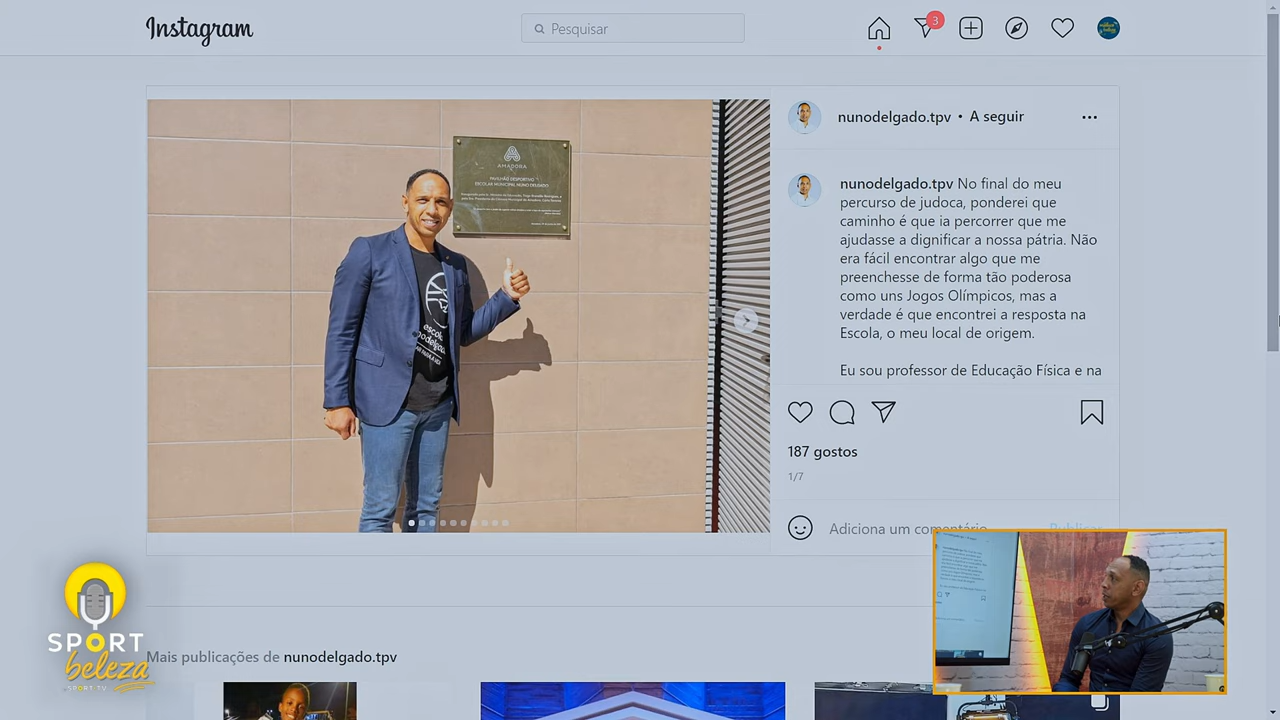 Instagram
Pesquisar
3
nunodelgado.tpv • A seguir
AMADORA
PAVILHÃO DESPORTIVO
ESCOLAR MUNICIPAL NUNO DELGADO
nunodelgado.tpv No final do meu
percurso de judoca, ponderei que
caminho é que ia percorrer que me
ajudasse a dignificar a nossa pátria. Não
era fácil encontrar algo que me
preenchesse de forma tão poderosa
como uns Jogos Olímpicos, mas a
verdade é que encontrei a resposta na
Escola, o meu local de origem.
Eu sou professor de Educação Física e na
escola
187 gostos
1/7
Adiciona um comentário...
Publicar
SPORT
beleza
SPORT TV
Mais publicações de nunodelgado.tpv